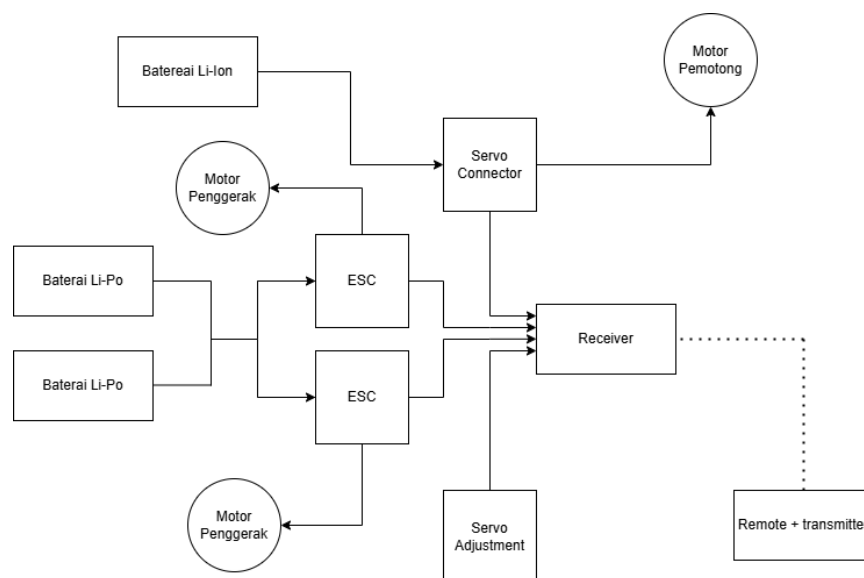 Motor
Pemotong
Batereai Li-Ion
Servo
Connector
Motor
Penggerak
Baterai Li-Po
ESC
Receiver
Baterai Li-Po
ESC
Motor
Penggerak
Servo
Adjustment
Remote + transmitte